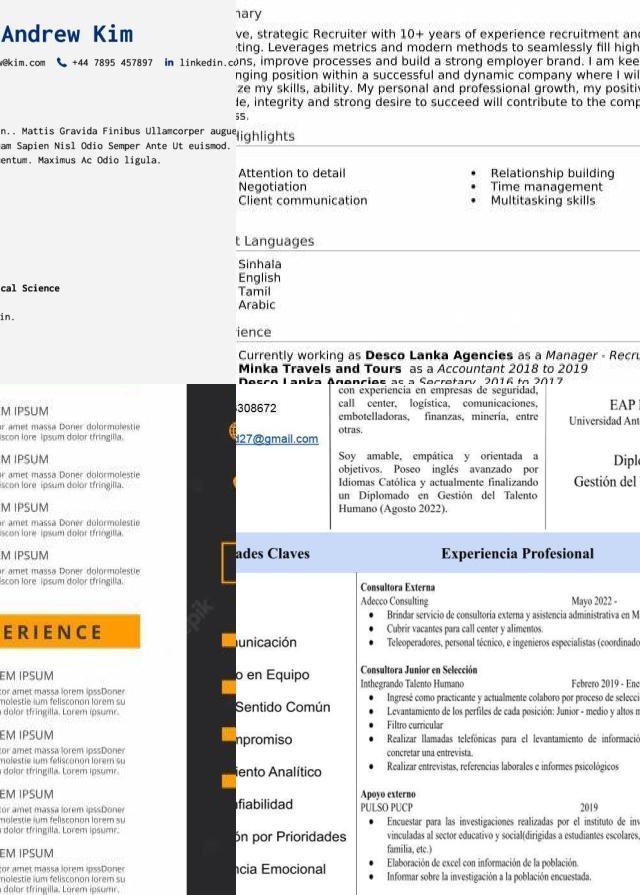 Andrew Kim
@kim.com +44 7895 457897 in linkedin.co
n.. Mattis Gravida Finibus Ullamcorper augue
am Sapien Nisl Odio Semper Ante Ut euismod.
entum. Maximus Ac Odio ligula.
cal Science
in.
mary
ve, strategic Recruiter with 10+ years of experience recruitment an
ting. Leverages metrics and modern methods to seamlessly fill high
ons, improve processes and build a strong employer brand. I am kee
nging position within a successful and dynamic company where I wil
ze my skills, ability. My personal and professional growth, my positiv
de, integrity and strong desire to succeed will contribute to the comp
ss.
Highlights
Attention to detail
Negotiation
Client communication
• Relationship building
• Time management
• Multitasking skills
t Languages
Sinhala
English
Tamil
Arabic
rience
Currently working as Desco Lanka Agencies as a Manager - Recru
Minka Travels and Tours as a Accountant 2018 to 2019
Desco Lanka Agencies as a Secretary 2016 to 2017
EM IPSUM
or amet massa Doner dolormolestie
iscon lore ipsum dolor tfringilla.
EM IPSUM
or amet massa Doner dolormolestie
iscon lore ipsum dolor tfringilla.
EM IPSUM
or amet massa Doner dolormolestie
iscon lore ipsum dolor tfringilla.
EM IPSUM
or amet massa Doner dolormolestie
iscon lore ipsum dolor tfringilla.
ERIENCE
EM IPSUM
tor amet massa lorem ipssDoner
molestie ium felisconon lorem su
dolor tfringilla. Lorem ipsumr.
EM IPSUM
tor amet massa lorem ipssDoner
molestie ium felisconon lorem su
dolor tfringilla. Lorem ipsumr.
EM IPSUM
tor amet massa lorem ipssDoner
molestie ium felisconon lorem su
dolor tfringilla. Lorem ipsumr.
EM IPSUM
tor amet massa lorem ipssDoner
molestie ium felisconon lorem su
dolor tfringilla. Lorem ipsumr.
epik
308672
d27@gmail.com
con experiencia en empresas de seguridad,
call center, logística, comunicaciones,
embotelladoras, finanzas, minería, entre
otras.
Soy amable, empática y orientada a
objetivos. Poseo inglés avanzado por
Idiomas Católica y actualmente finalizando
un Diplomado en Gestión del Talento
Humano (Agosto 2022).
EAP
Universidad Ant
Diplo
Gestión del
ades Claves
unicación
o en Equipo
Sentido Común
mpromiso
iento Analítico
nfiabilidad
ón por Prioridades
ncia Emocional
Experiencia Profesional
Consultora Externa
Adecco Consulting Mayo 2022 -
• Brindar servicio de consultoría externa y asistencia administrativa en M
• Cubrir vacantes para call center y alimentos.
• Teleoperadores, personal técnico, e ingenieros especialistas (coordinado
Consultora Junior en Selección
Inthegrando Talento Humano Febrero 2019 - Ene
• Ingresé como practicante y actualmente colaboro por proceso de selecci
• Levantamiento de los perfiles de cada posición: Junior - medio y altos m
• Filtro curricular
• Realizar llamadas telefónicas para el levantamiento de informació
concretar una entrevista.
• Realizar entrevistas, referencias laborales e informes psicológicos
Apoyo externo
PULSO PUCP 2019
• Encuestar para las investigaciones realizadas por el instituto de inv
vinculadas al sector educativo y social(dirigidas a estudiantes escolares,
familia, etc.)
• Elaboración de excel con información de la población.
• Informar sobre la investigación a la población encuestada.